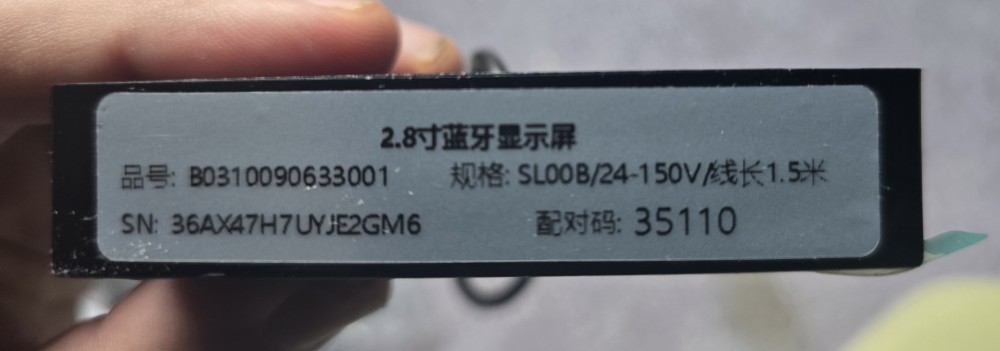 2.8寸蓝牙显示屏
品号: B0310090633001 规格: SL00B/24-150V/线长1.5米
SN: 36AX47H7UYJE2GM6 配对码: 35110